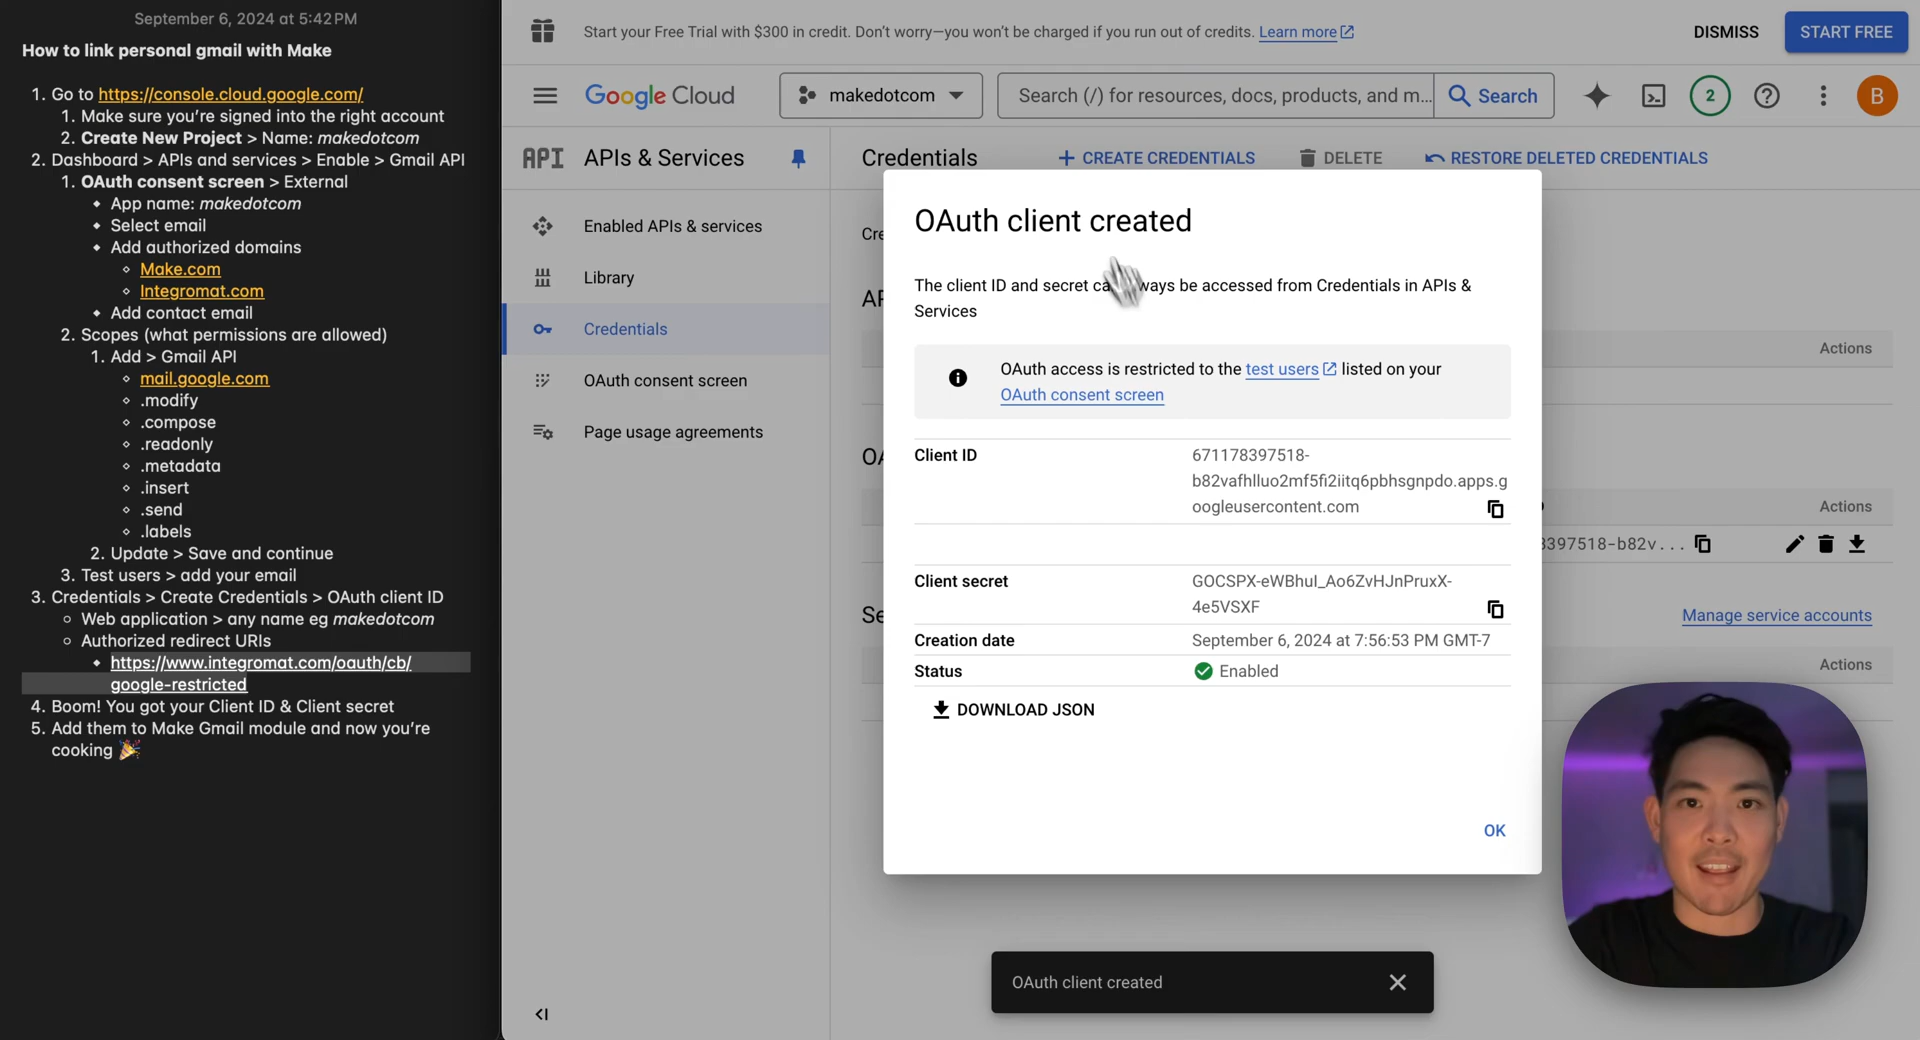 September 6, 2024 at 5:42 PM
How to link personal gmail with Make
1. Go to https://console.cloud.google.com/
1. Make sure you're signed into the right account
2. Create New Project > Name: makedotcom
2. Dashboard > APIs and services > Enable > Gmail API
1. OAuth consent screen > External
App name: makedotcom
Select email
Add authorized domains
Make.com
Integromat.com
Add contact email
2. Scopes (what permissions are allowed)
1. Add > Gmail API
mail.google.com
.modify
.compose
.readonly
.metadata
.insert
.send
.labels
2. Update > Save and continue
3. Test users > add your email
3. Credentials > Create Credentials > OAuth client ID
Web application > any name eg makedotcom
Authorized redirect URIs
https://www.integromat.com/oauth/cb/
google-restricted
4. Boom! You got your Client ID & Client secret
5. Add them to Make Gmail module and now you're
cooking 🎉
Start your Free Trial with $300 in credit. Don't worry—you won't be charged if you run out of credits. Learn more
DISMISS
START FREE
Google Cloud
makedotcom
Search (/) for resources, docs, products, and m...
Search
2
B
API APIs & Services
Enabled APIs & services
Library
Credentials
OAuth consent screen
Page usage agreements
Credentials
+ CREATE CREDENTIALS
DELETE
RESTORE DELETED CREDENTIALS
Cre
AP
Actions
OA
Actions
8397518-b82v...
Se
Manage service accounts
Actions
OAuth client created
The client ID and secret ca ways be accessed from Credentials in APIs &
Services
OAuth access is restricted to the test users listed on your
OAuth consent screen
Client ID
671178397518-
b82vafhlluo2mf5fi2iitq6pbhsgnpdo.apps.g
oogleusercontent.com
Client secret
GOCSPX-eWBhuI_Ao6ZvHJnPruxX-
4e5VSXF
Creation date
September 6, 2024 at 7:56:53 PM GMT-7
Status
Enabled
DOWNLOAD JSON
OK
OAuth client created